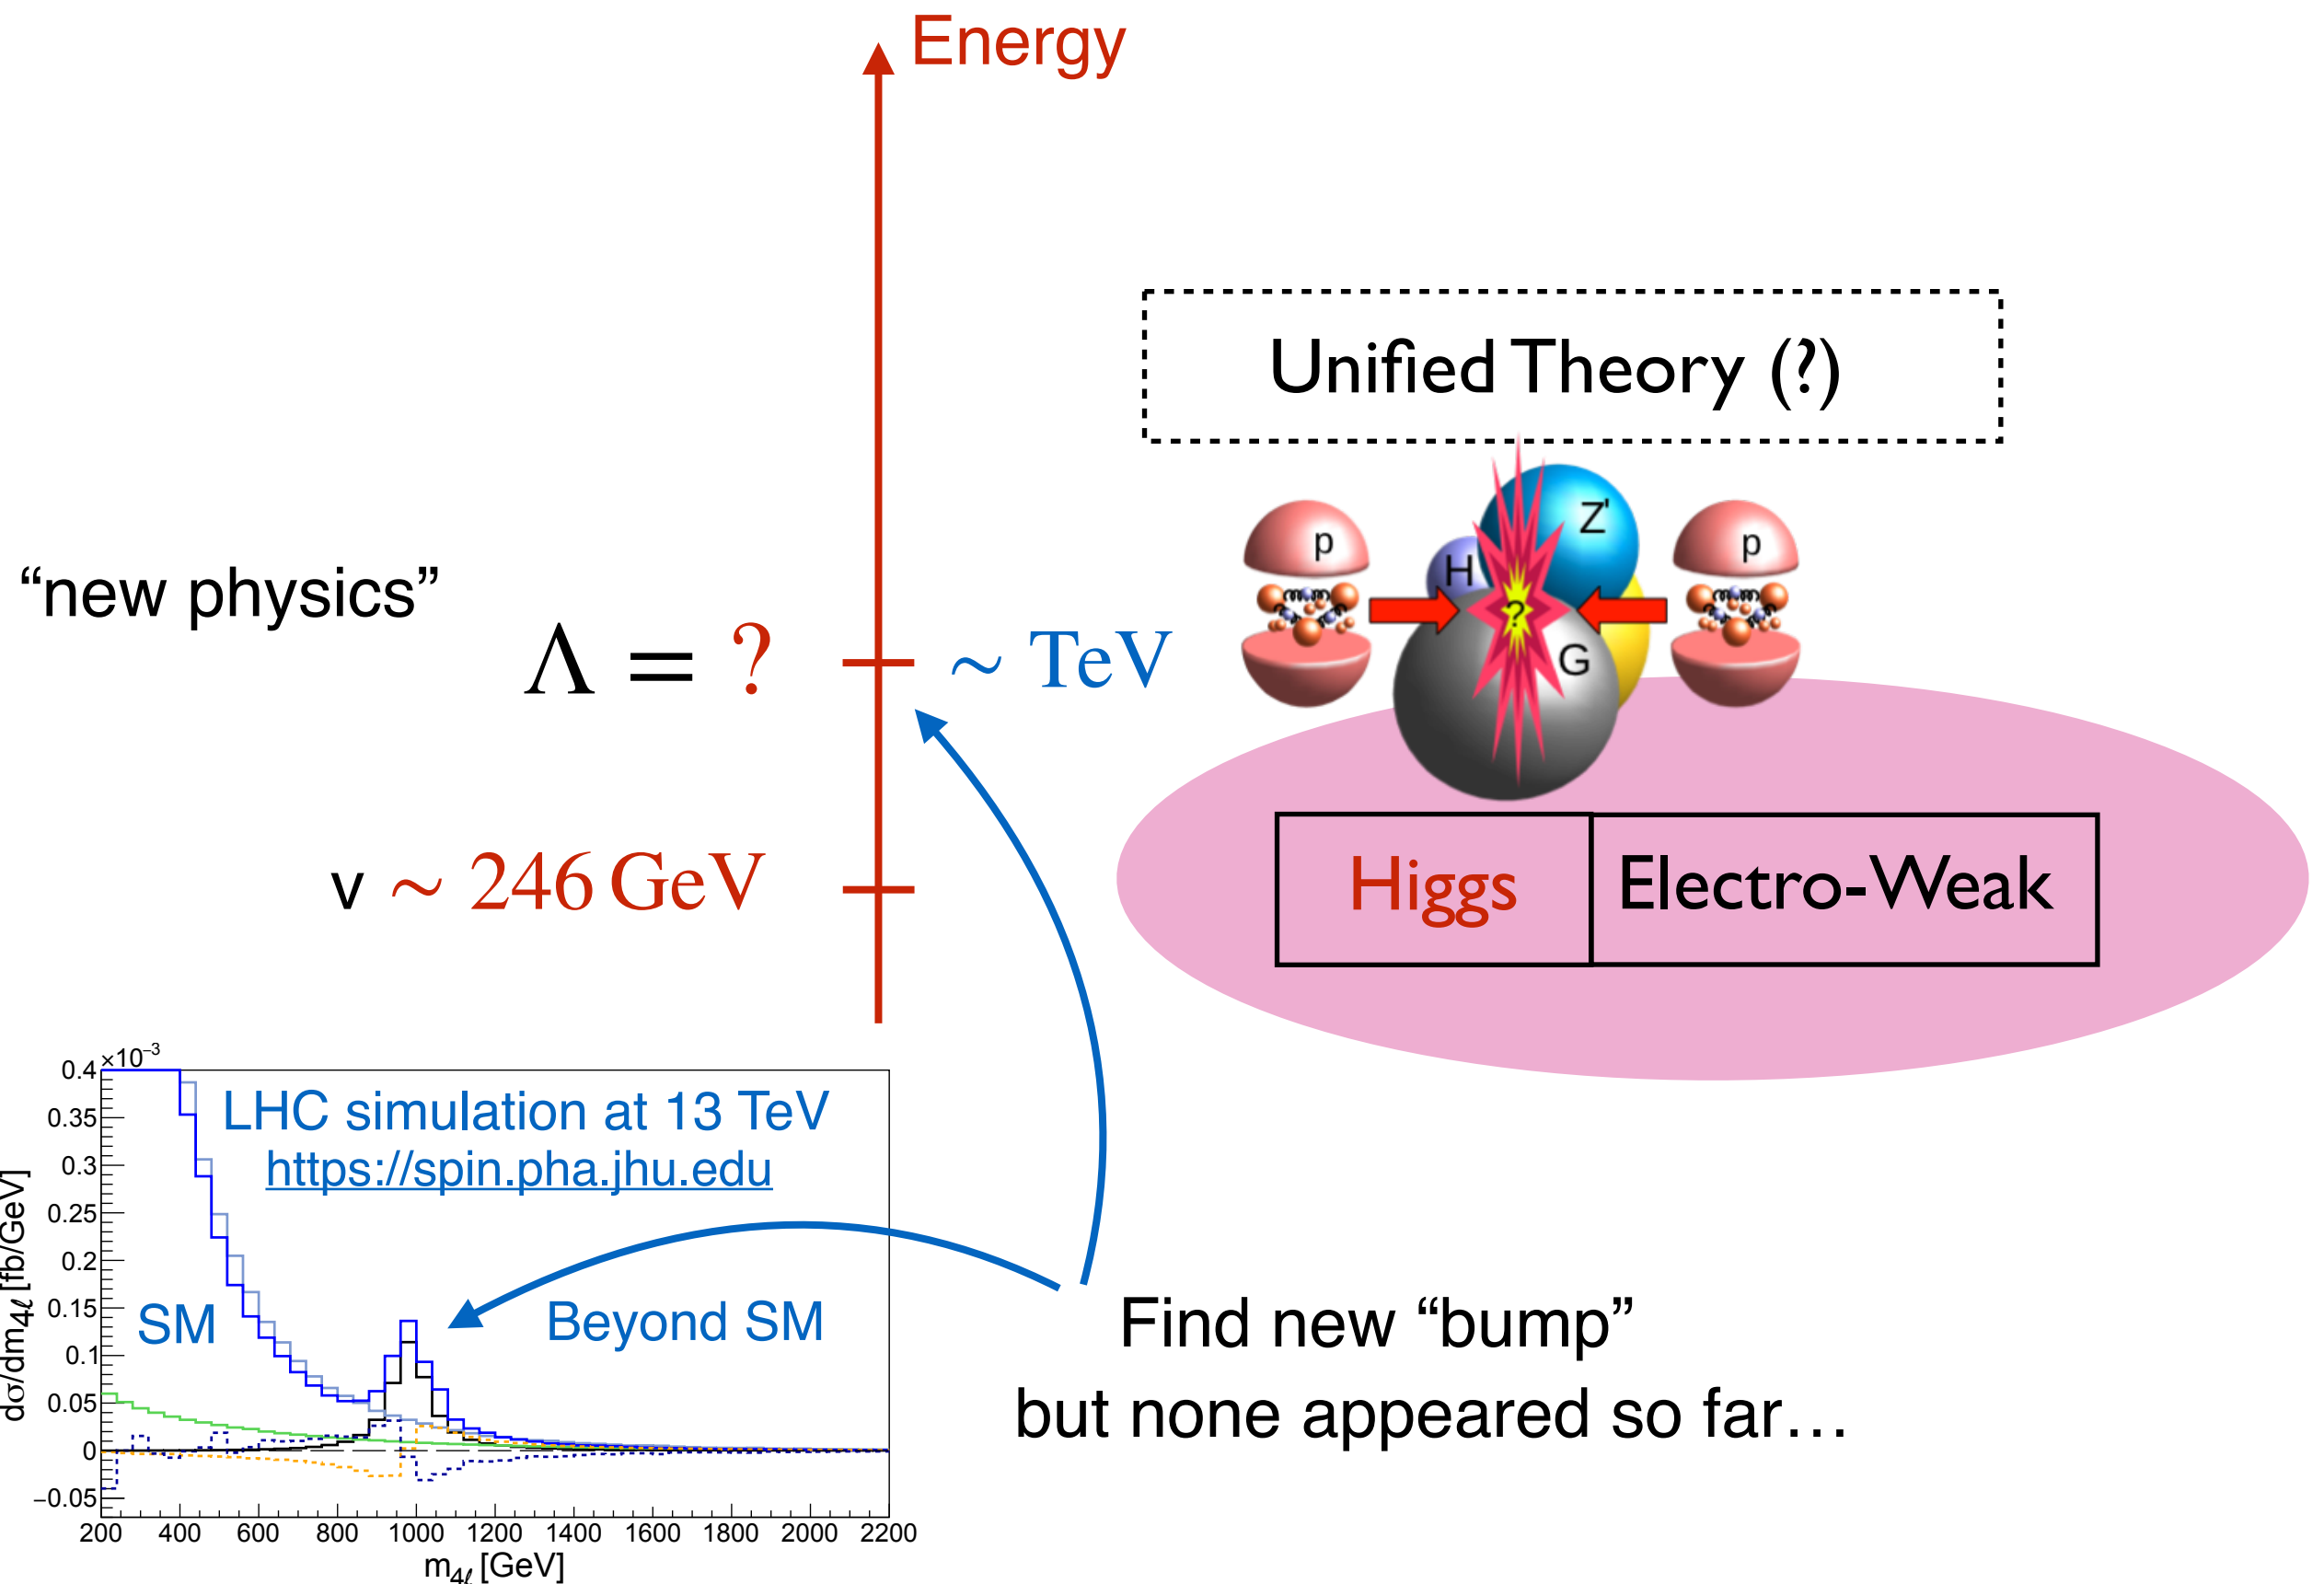 Energy
Unified Theory (?)
p
H
Z'
p
?
G
“new physics”
Λ = ?
~ TeV
v ~ 246 GeV
Higgs
Electro-Weak
×10⁻³
0.4
0.35
0.3
0.25
0.2
0.15
0.1
0.05
0
−0.05
dσ/dm4ℓ [fb/GeV]
LHC simulation at 13 TeV
https://spin.pha.jhu.edu
SM
Beyond SM
200 400 600 800 1000 1200 1400 1600 1800 2000 2200
m4ℓ [GeV]
Find new “bump”
but none appeared so far…